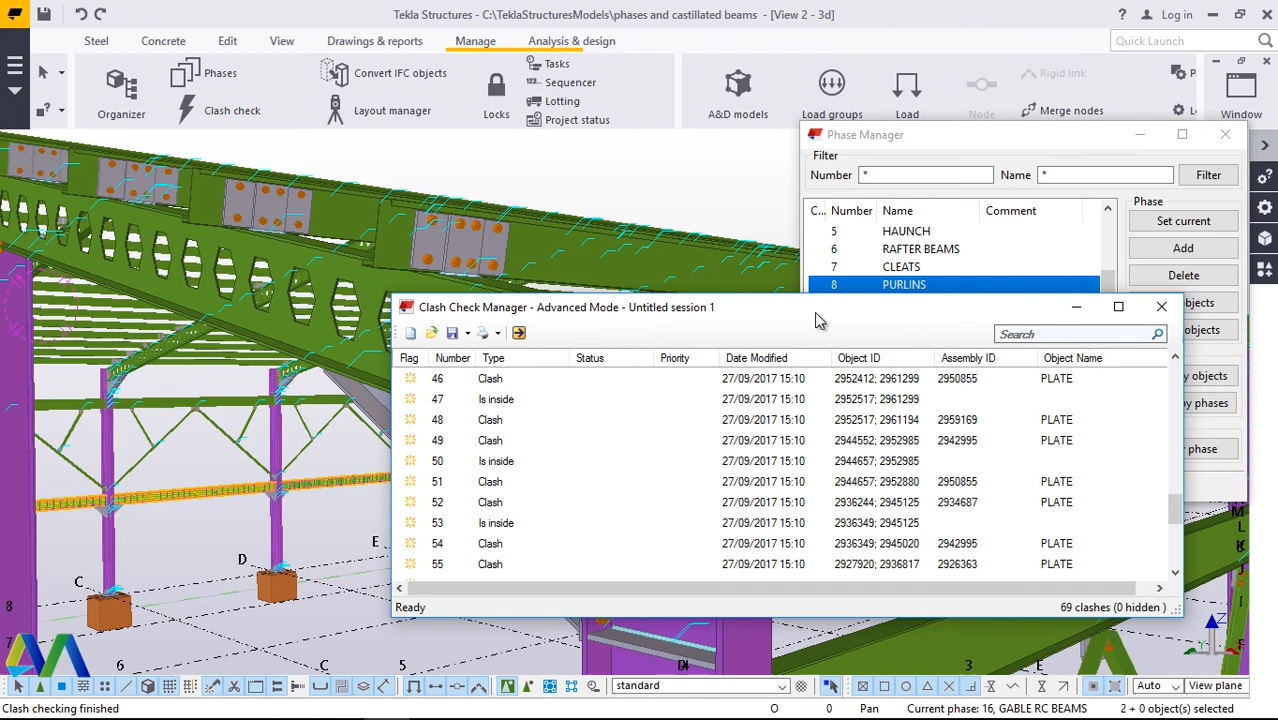 Tekla Structures - C:\TeklaStructuresModels\phases and castillated beams - [View 2 - 3d]
? Log in
Steel Concrete Edit View Drawings & reports Manage Analysis & design
Quick Launch
Organizer
Phases
Clash check
Convert IFC objects
Layout manager
Locks
Tasks
Sequencer
Lotting
Project status
A&D models
Load groups
Load
Node
Rigid link
Merge nodes
Window
Phase Manager
Filter
Number * Name * Filter
C... Number Name Comment
5 HAUNCH
6 RAFTER BEAMS
7 CLEATS
8 PURLINS
Phase
Set current
Add
Delete
objects
objects
y objects
y phases
phase
Clash Check Manager - Advanced Mode - Untitled session 1
Search
Flag Number Type Status Priority Date Modified Object ID Assembly ID Object Name
46 Clash 27/09/2017 15:10 2952412; 2961299 2950855 PLATE
47 Is inside 27/09/2017 15:10 2952517; 2961299
48 Clash 27/09/2017 15:10 2952517; 2961194 2959169 PLATE
49 Clash 27/09/2017 15:10 2944552; 2952985 2942995 PLATE
50 Is inside 27/09/2017 15:10 2944657; 2952985
51 Clash 27/09/2017 15:10 2944657; 2952880 2950855 PLATE
52 Clash 27/09/2017 15:10 2936244; 2945125 2934687 PLATE
53 Is inside 27/09/2017 15:10 2936349; 2945125
54 Clash 27/09/2017 15:10 2936349; 2945020 2942995 PLATE
55 Clash 27/09/2017 15:10 2927920; 2936817 2926363 PLATE
Ready 69 clashes (0 hidden )
E
D
C
8
7
6
C
5
3
E
Z
standard
Auto
View plane
Clash checking finished
O 0 Pan Current phase: 16, GABLE RC BEAMS 2 + 0 object(s) selected